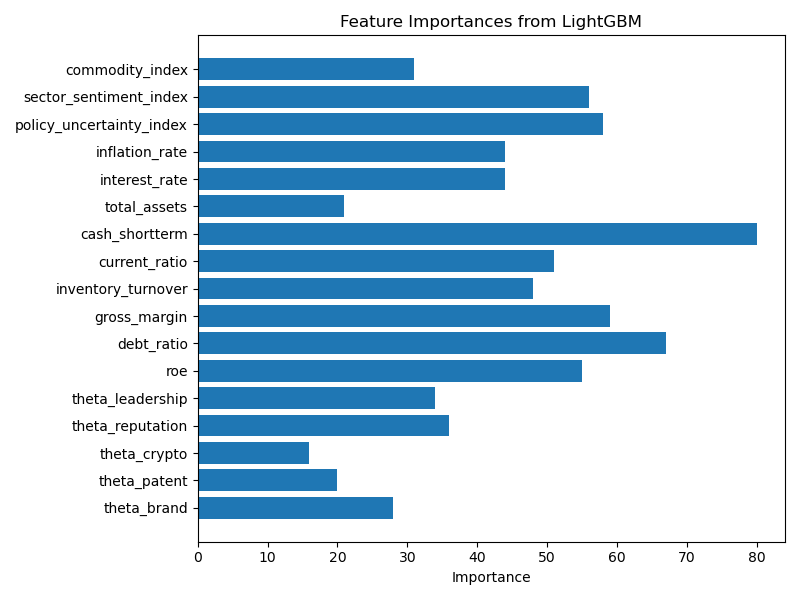 Feature Importances from LightGBM
commodity_index
sector_sentiment_index
policy_uncertainty_index
inflation_rate
interest_rate
total_assets
cash_shortterm
current_ratio
inventory_turnover
gross_margin
debt_ratio
roe
theta_leadership
theta_reputation
theta_crypto
theta_patent
theta_brand
0 10 20 30 40 50 60 70 80
Importance